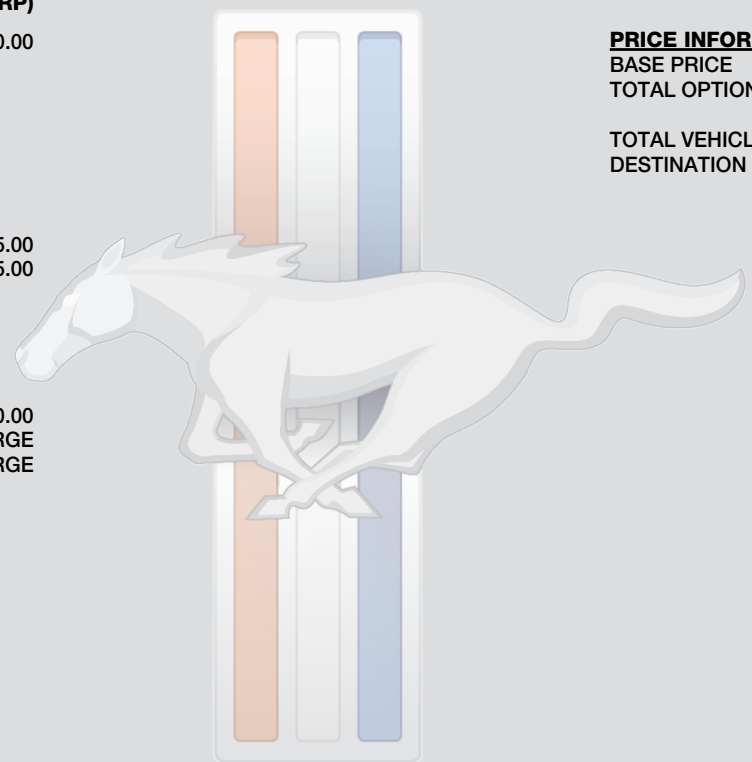 RP)
0.00
5.00
5.00
0.00
RGE
RGE
PRICE INFOR
BASE PRICE
TOTAL OPTION
TOTAL VEHICL
DESTINATION